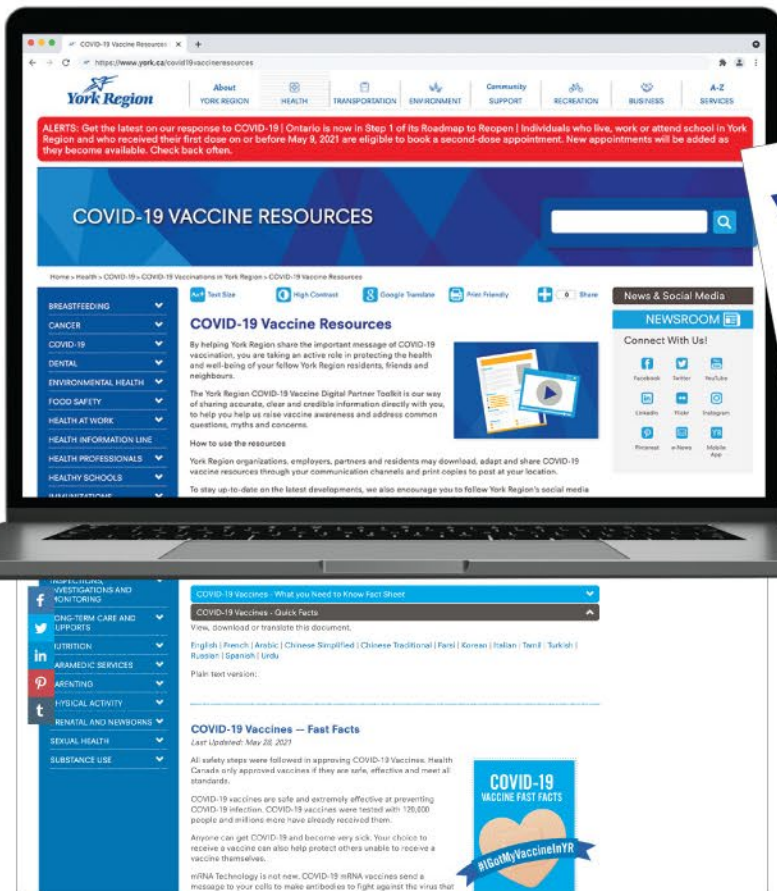 COVID-19 Vaccine Resources
https://www.york.ca/covid19vaccineresources
York Region
About
YORK REGION
HEALTH
TRANSPORTATION
ENVIRONMENT
Community
SUPPORT
RECREATION
BUSINESS
A-Z
SERVICES
ALERTS: Get the latest on our response to COVID-19 | Ontario is now in Step 1 of its Roadmap to Reopen | Individuals who live, work or attend school in York
Region and who received their first dose on or before May 9, 2021 are eligible to book a second-dose appointment. New appointments will be added as
they become available. Check back often.
COVID-19 VACCINE RESOURCES
Home > Health > COVID-19 > COVID-19 Vaccinations in York Region > COVID-19 Vaccine Resources
BREASTFEEDING
CANCER
COVID-19
DENTAL
ENVIRONMENTAL HEALTH
FOOD SAFETY
HEALTH AT WORK
HEALTH INFORMATION LINE
HEALTH PROFESSIONALS
HEALTHY SCHOOLS
IMMUNIZATIONS
Text Size
High Contrast
Google Translate
Print Friendly
0
Share
COVID-19 Vaccine Resources
By helping York Region share the important message of COVID-19
vaccination, you are taking an active role in protecting the health
and well-being of your fellow York Region residents, friends and
neighbours.
The York Region COVID-19 Vaccine Digital Partner Toolkit is our way
of sharing accurate, clear and credible information directly with you,
to help you help us raise vaccine awareness and address common
questions, myths and concerns.
How to use the resources
York Region organizations, employers, partners and residents may download, adapt and share COVID-19
vaccine resources through your communication channels and print copies to post at your location.
To stay up-to-date on the latest developments, we also encourage you to follow York Region's social media
News & Social Media
NEWSROOM
Connect With Us!
Facebook
Twitter
YouTube
LinkedIn
Flickr
Instagram
Pinterest
e-News
Mobile
App
INSPECTIONS,
INVESTIGATIONS AND
MONITORING
LONG-TERM CARE AND
SUPPORTS
NUTRITION
PARAMEDIC SERVICES
PARENTING
PHYSICAL ACTIVITY
PRENATAL AND NEWBORNS
SEXUAL HEALTH
SUBSTANCE USE
COVID-19 Vaccines - What you Need to Know Fact Sheet
COVID-19 Vaccines - Quick Facts
View, download or translate this document.
English | French | Arabic | Chinese Simplified | Chinese Traditional | Farsi | Korean | Italian | Tamil | Turkish |
Russian | Spanish | Urdu
Plain text version:
COVID-19 Vaccines — Fast Facts
Last Updated: May 28, 2021
All safety steps were followed in approving COVID-19 Vaccines. Health
Canada only approved vaccines if they are safe, effective and meet all
standards.
COVID-19 vaccines are safe and extremely effective at preventing
COVID-19 infection. COVID-19 vaccines were tested with 120,000
people and millions more have already received them.
Anyone can get COVID-19 and become very sick. Your choice to
receive a vaccine can also help protect others unable to receive a
vaccine themselves.
mRNA Technology is not new. COVID-19 mRNA vaccines send a
message to your cells to make antibodies to fight against the virus that
COVID-19
VACCINE FAST FACTS
#IGotMyVaccineInYR